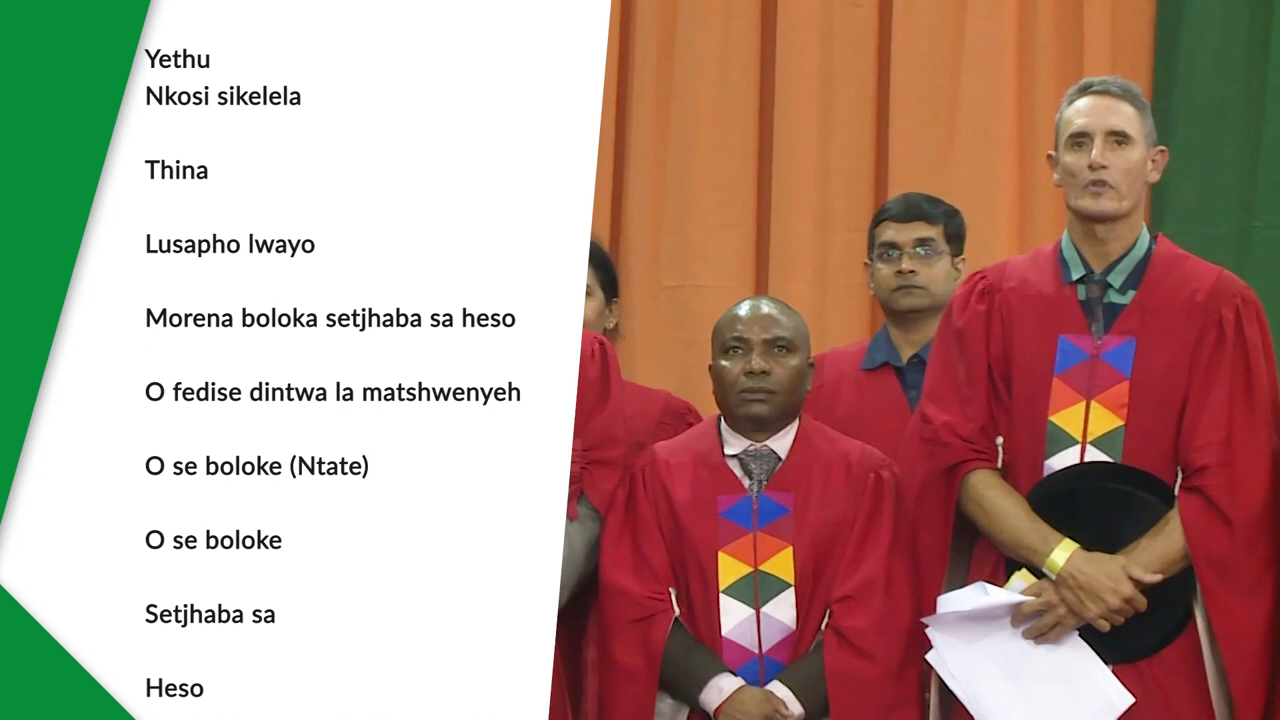 Yethu
Nkosi sikelela
Thina
Lusapho lwayo
Morena boloka setjhaba sa heso
O fedise dintwa la matshwenyeh
O se boloke (Ntate)
O se boloke
Setjhaba sa
Heso